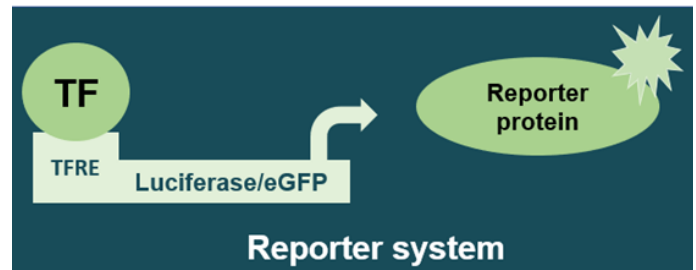 TF
TFRE
Luciferase/eGFP
Reporter
protein
Reporter system